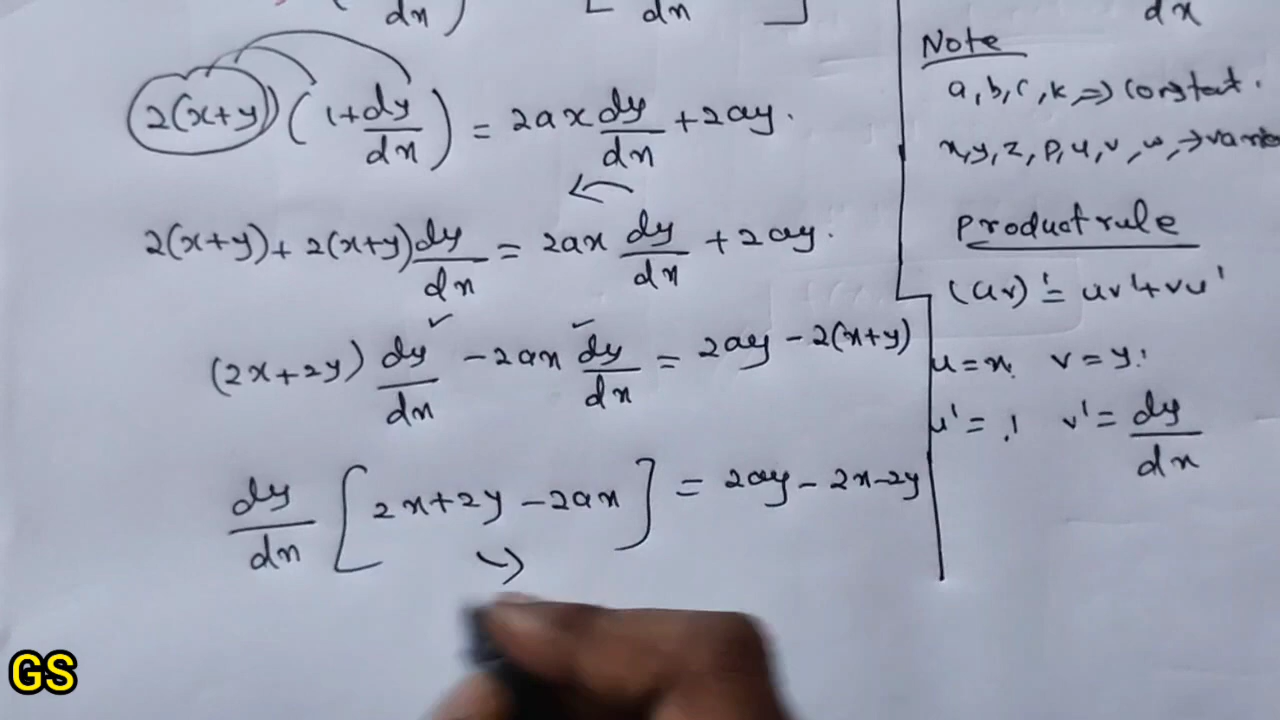 dx) [ dx ]
2(x+y) (1+dy/dx) = 2ax dy/dx + 2ay.
2(x+y) + 2(x+y) dy/dx = 2ax dy/dx + 2ay.
(2x+2y) dy/dx - 2ax dy/dx = 2ay - 2(x+y)
dy/dx [2x+2y-2ax] = 2ay - 2x-2y
dx
Note
a, b, c, k, => constant.
x, y, z, p, u, v, w, →
Product rule
(uv)' = uv'+vu'
u=x. v=y.
u'=1 v'=dy/dx
GS